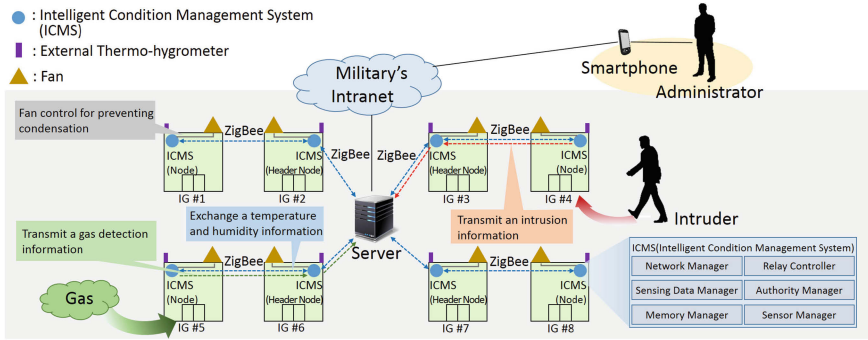 : Intelligent Condition Management System
(ICMS)
: External Thermo-hygrometer
: Fan
Military's
Intranet
Smartphone
Administrator
Fan control for preventing
condensation
ZigBee
ICMS
(Node)
IG #1
ICMS
(Header Node)
IG #2
ZigBee
ZigBee
ZigBee
ICMS
(Header Node)
IG #3
ICMS
(Node)
IG #4
Intruder
Transmit an intrusion
information
Exchange a temperature
and humidity information
Transmit a gas detection
information
Server
Gas
ZigBee
ICMS
(Node)
IG #5
ICMS
(Header Node)
IG #6
ZigBee
ICMS
(Header Node)
IG #7
ICMS
(Node)
IG #8
ICMS(Intelligent Condition Management System)
Network Manager
Relay Controller
Sensing Data Manager
Authority Manager
Memory Manager
Sensor Manager